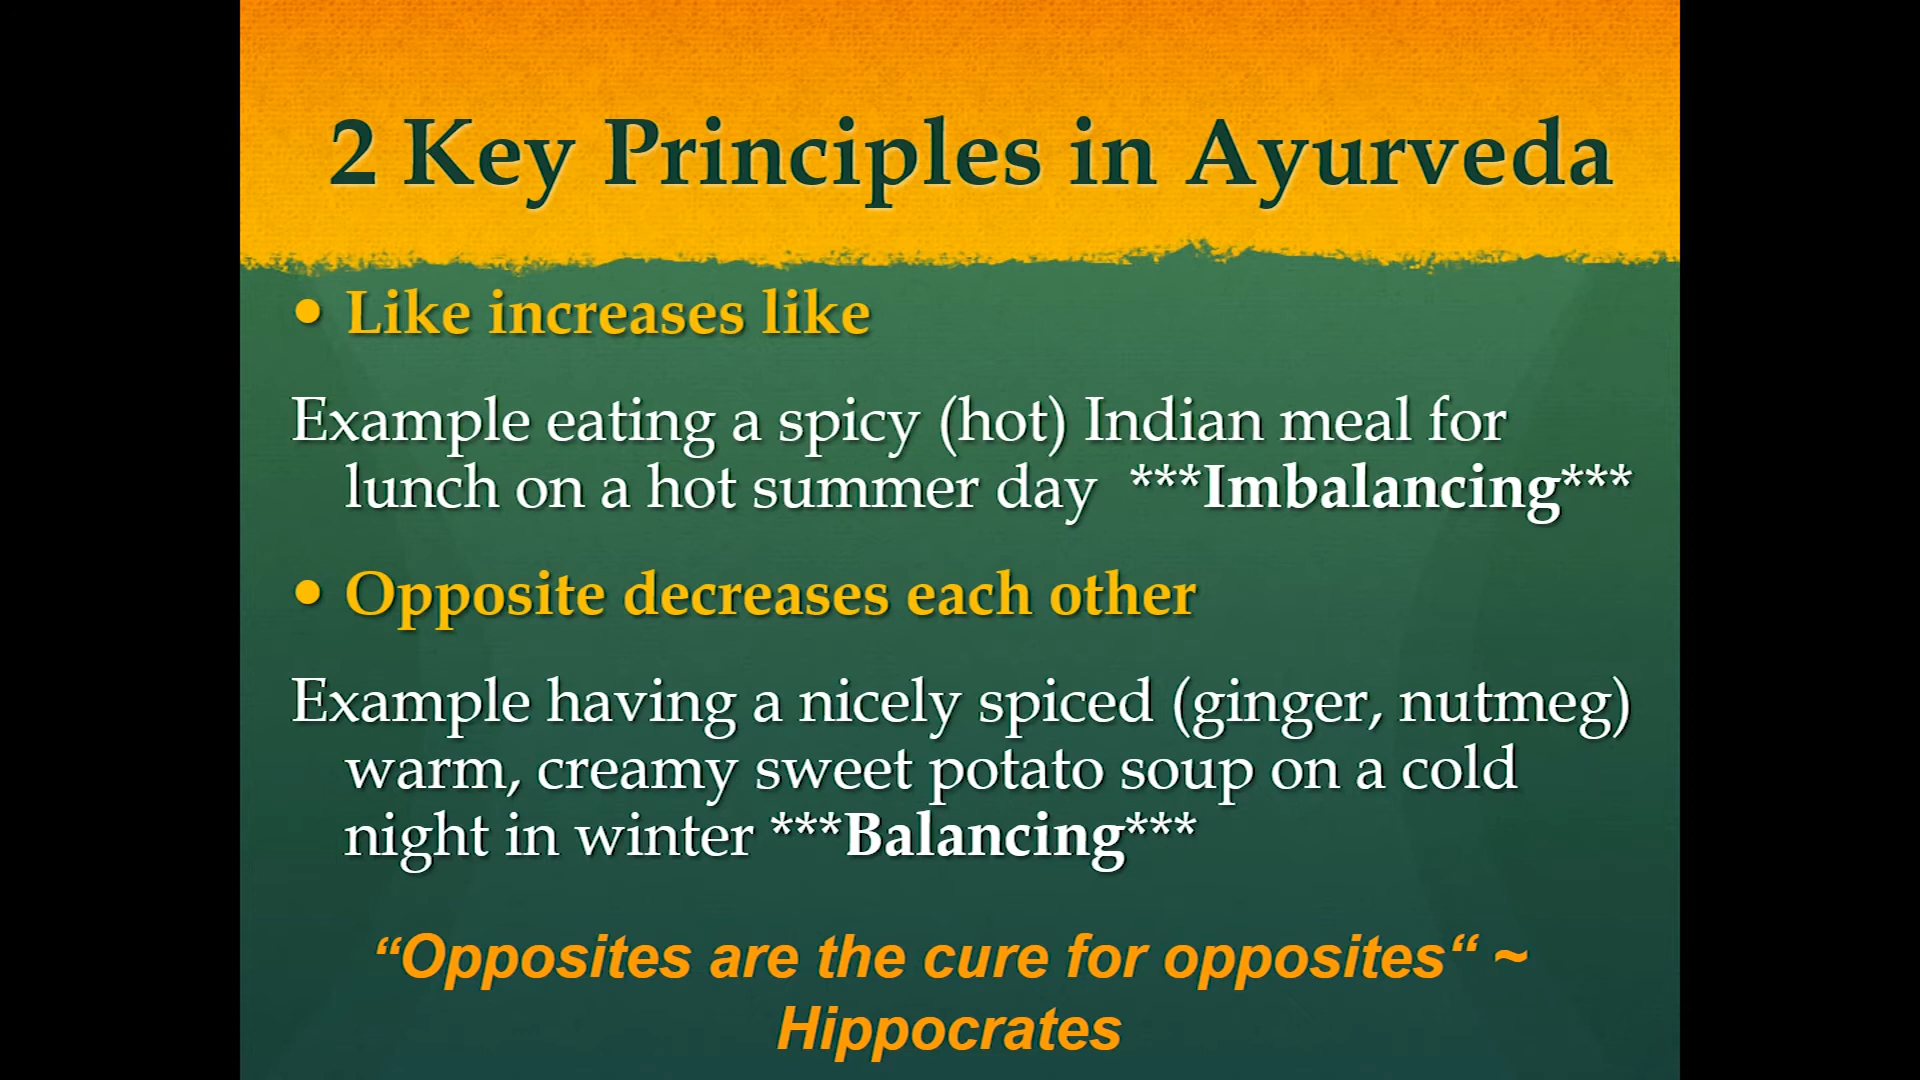 2 Key Principles in Ayurveda
• Like increases like
Example eating a spicy (hot) Indian meal for
lunch on a hot summer day ***Imbalancing***
• Opposite decreases each other
Example having a nicely spiced (ginger, nutmeg)
warm, creamy sweet potato soup on a cold
night in winter ***Balancing***
“Opposites are the cure for opposites“ ~
Hippocrates